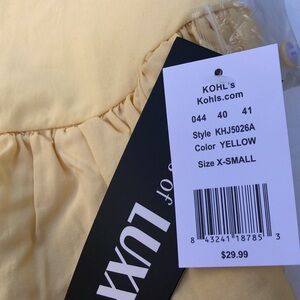 KOHL's
Kohls.com
044 40 41
Style KHJ5026A
Color YELLOW
Size X-SMALL
8 43241 18785 3
$29.99
OF
LUXX